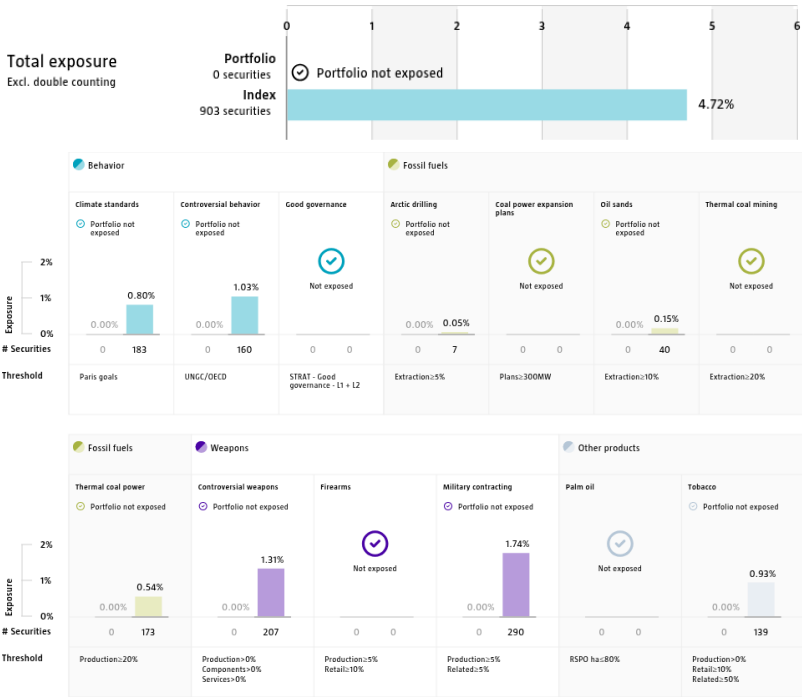 0 1 2 3 4 5 6
Total exposure
Excl. double counting
Portfolio
0 securities
Portfolio not exposed
Index
903 securities
4.72%
Behavior
Fossil fuels
Climate standards
Controversial behavior
Good governance
Arctic drilling
Coal power expansion
plans
Oil sands
Thermal coal mining
Portfolio not
exposed
Portfolio not
exposed
Not exposed
Portfolio not
exposed
Not exposed
Portfolio not
exposed
Not exposed
Exposure
2%
1%
0%
0.00% 0.80%
0.00% 1.03%
0.00% 0.05%
0.00% 0.15%
# Securities 0 183 0 160 0 0 0 7 0 0 0 40 0 0
Threshold
Paris goals
UNGC/OECD
STRAT - Good
governance - L1 + L2
Extraction≥5%
Plans≥300MW
Extraction≥10%
Extraction≥20%
Fossil fuels
Weapons
Other products
Thermal coal power
Controversial weapons
Firearms
Military contracting
Palm oil
Tobacco
Portfolio not exposed
Portfolio not exposed
Not exposed
Portfolio not exposed
Not exposed
Portfolio not exposed
Exposure
2%
1%
0%
0.00% 0.54%
0.00% 1.31%
0.00% 1.74%
0.00% 0.93%
# Securities 0 173 0 207 0 0 0 290 0 0 0 139
Threshold
Production≥20%
Production>0%
Components>0%
Services>0%
Production≥5%
Retail≥10%
Production≥5%
Related≥5%
RSPO ha≤80%
Production>0%
Retail≥10%
Related≥50%